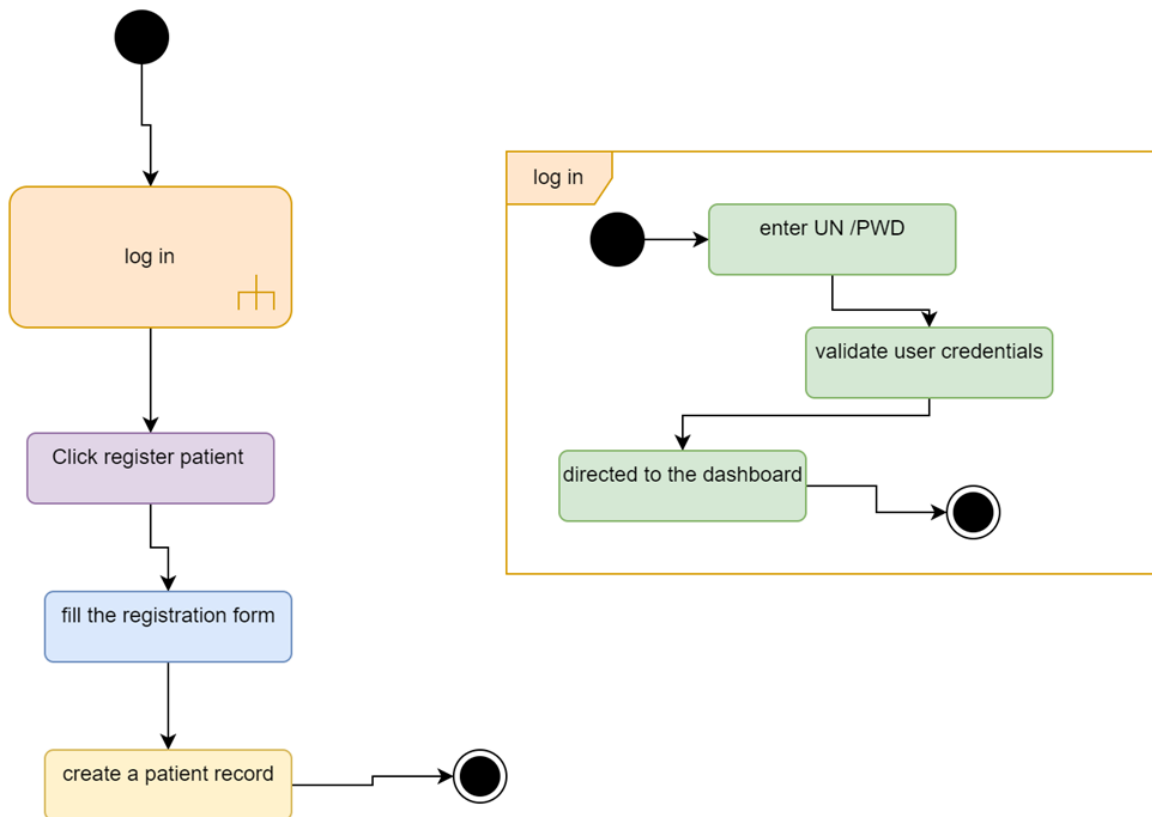 log in
Click register patient
fill the registration form
create a patient record
log in
enter UN /PWD
validate user credentials
directed to the dashboard